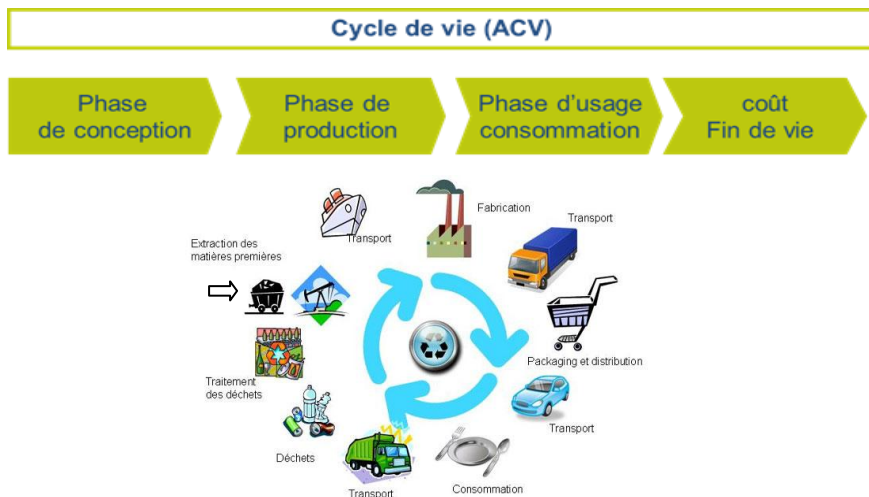 Cycle de vie (ACV)
Phase
de conception
Phase de
production
Phase d'usage
consommation
coût
Fin de vie
Fabrication
Transport
Transport
Extraction des
matières premières
Packaging et distribution
Traitement
des déchets
Transport
Déchets
Consommation
Transport